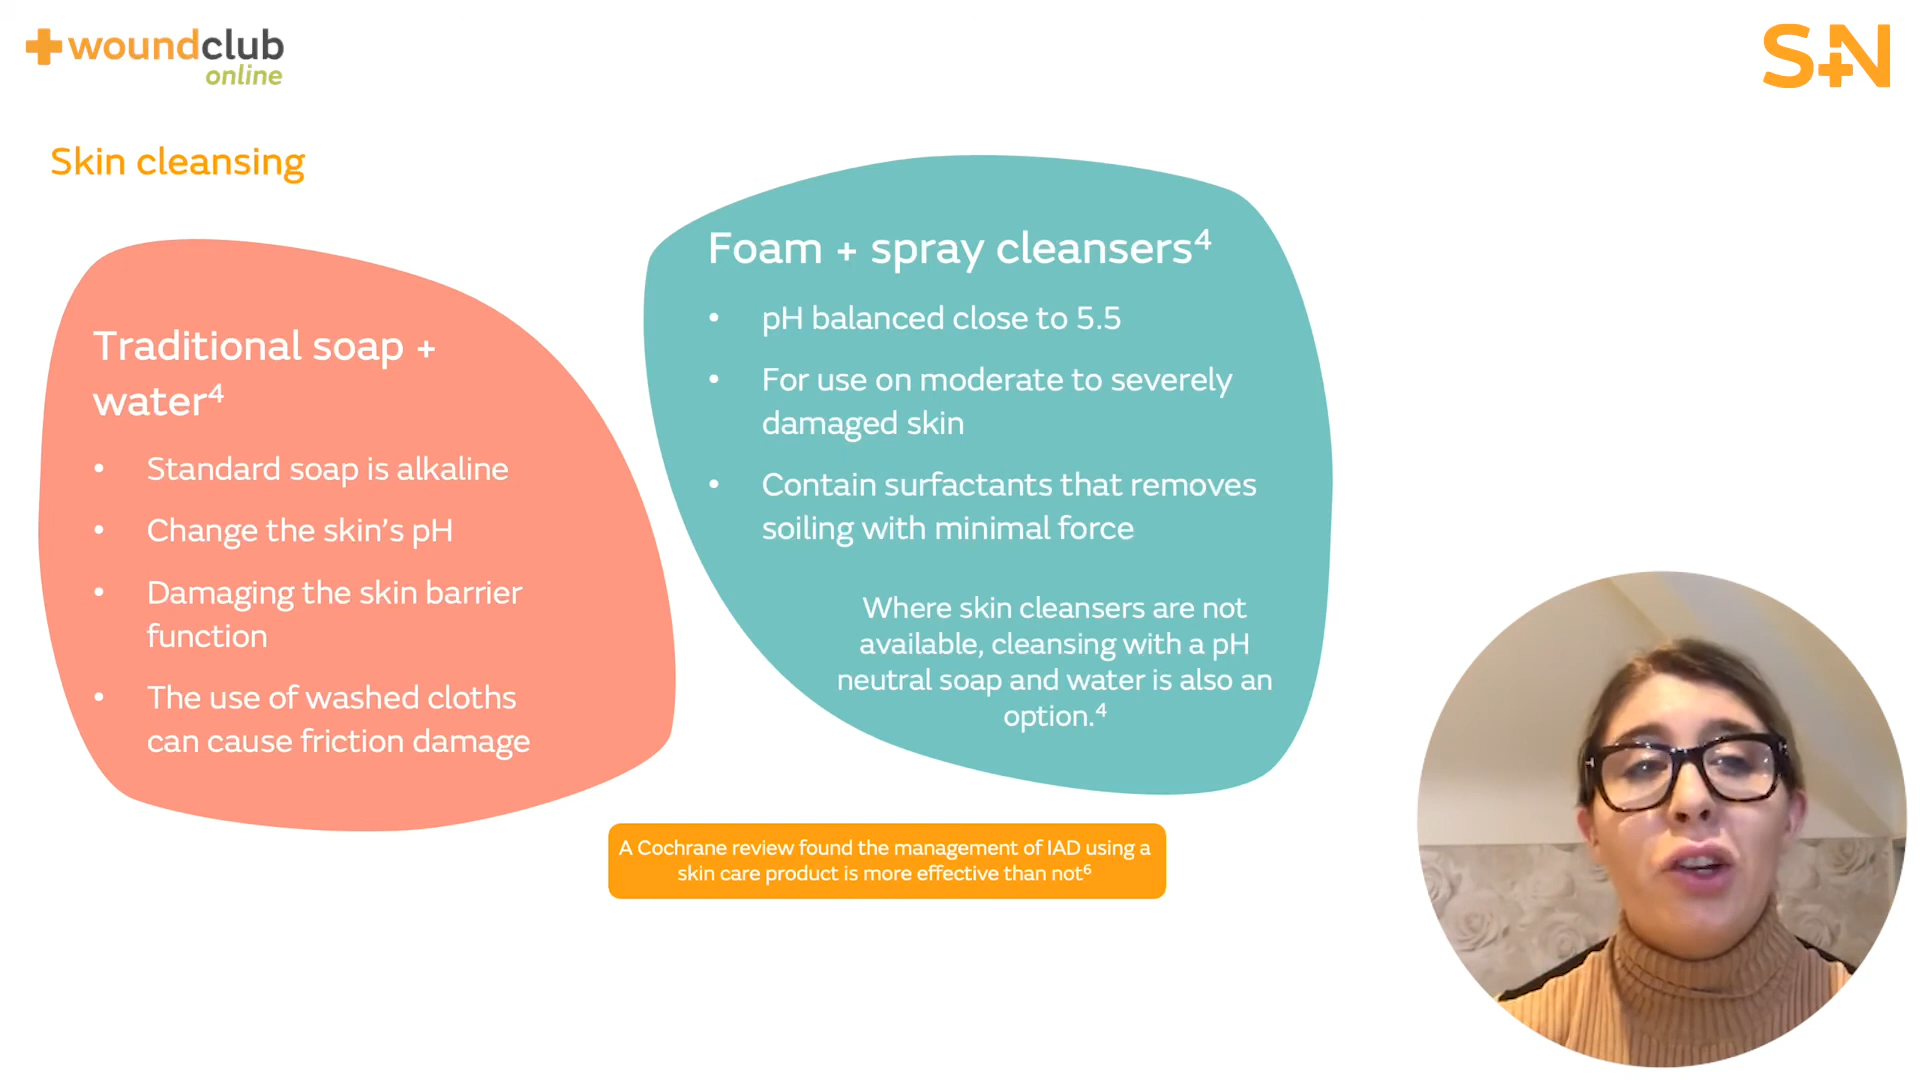 woundclub
online
S+N
Skin cleansing
Traditional soap +
water⁴
• Standard soap is alkaline
• Change the skin’s pH
• Damaging the skin barrier
function
• The use of washed cloths
can cause friction damage
Foam + spray cleansers⁴
• pH balanced close to 5.5
• For use on moderate to severely
damaged skin
• Contain surfactants that removes
soiling with minimal force
Where skin cleansers are not
available, cleansing with a pH
neutral soap and water is also an
option.⁴
A Cochrane review found the management of IAD using a
skin care product is more effective than not⁶